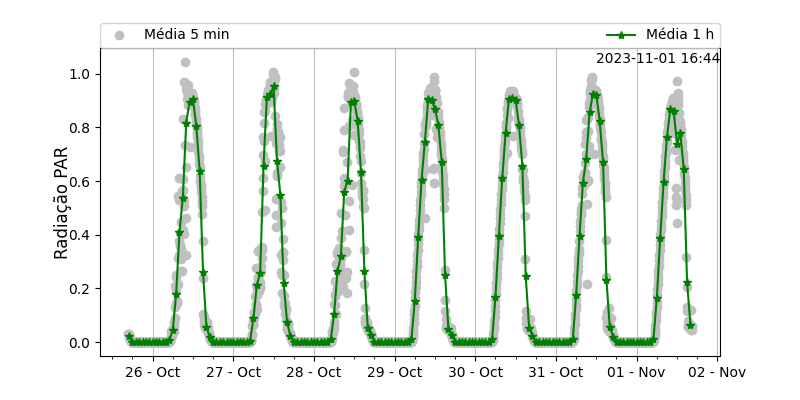 Média 5 min
Média 1 h
2023-11-01 16:44
Radiação PAR
1.0
0.8
0.6
0.4
0.2
0.0
26 - Oct
27 - Oct
28 - Oct
29 - Oct
30 - Oct
31 - Oct
01 - Nov
02 - Nov